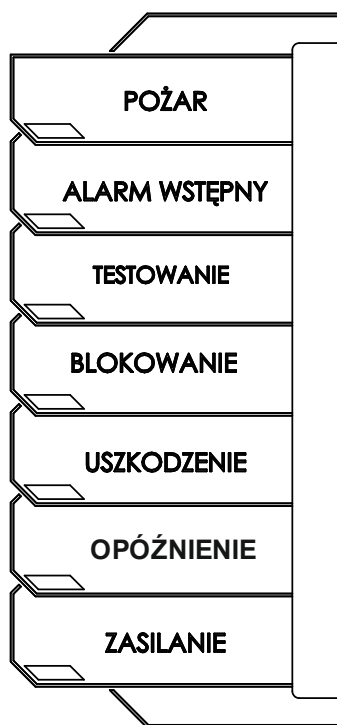 POŻAR
ALARM WSTĘPNY
TESTOWANIE
BLOKOWANIE
USZKODZENIE
OPÓŹNIENIE
ZASILANIE